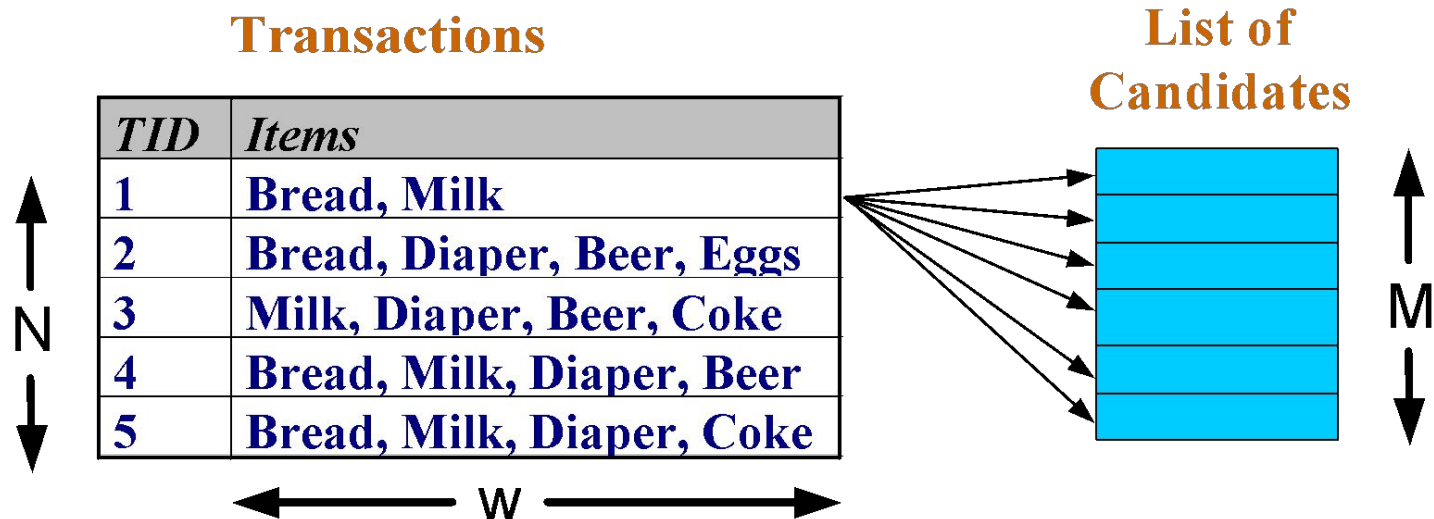 Transactions
List of
Candidates
TID Items
1 Bread, Milk
2 Bread, Diaper, Beer, Eggs
3 Milk, Diaper, Beer, Coke
4 Bread, Milk, Diaper, Beer
5 Bread, Milk, Diaper, Coke
N
M
w